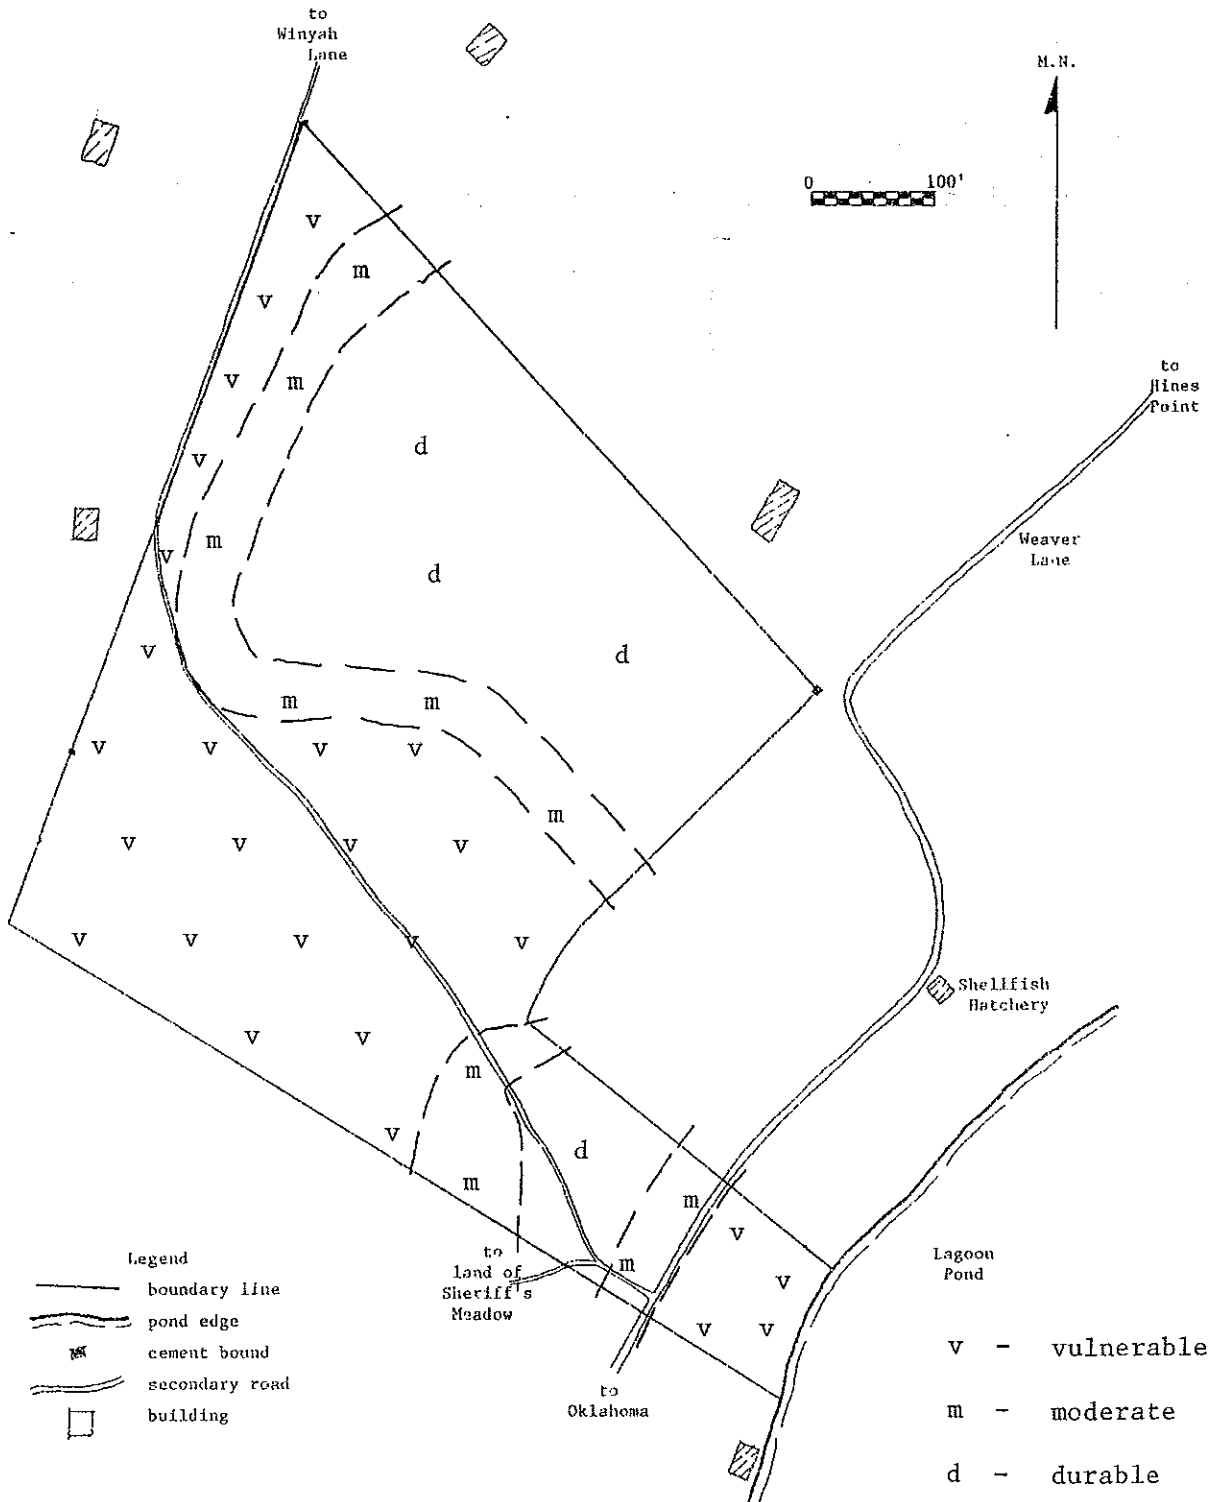 to
Winyah
Lane
M.N.
0 100'
v
m
v
to
Hines
Point
v
m
d
v
Weaver
Lane
m
v
d
v
d
m
m
v
v
v
v
m
v
v
v
v
v
v
v
v
v
Shellfish
Hatchery
v
v
m
v
d
m
m
v
Legend
to
land of
Sheriff's
Meadow
m
Lagoon
Pond
v
boundary line
pond edge
v
v
cement bound
secondary road
building
to
Oklahoma
v - vulnerable
m - moderate
d - durable